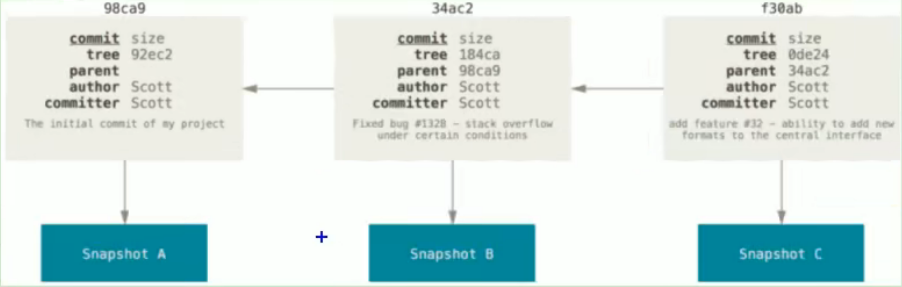 98ca9
commit size
tree 92ec2
parent
author Scott
committer Scott
The initial commit of my project
Snapshot A
34ac2
commit size
tree 184ca
parent 98ca9
author Scott
committer Scott
Fixed bug #1328 – stack overflow
under certain conditions
Snapshot B
f30ab
commit size
tree 0de24
parent 34ac2
author Scott
committer Scott
add feature #32 – ability to add new
formats to the central interface
Snapshot C